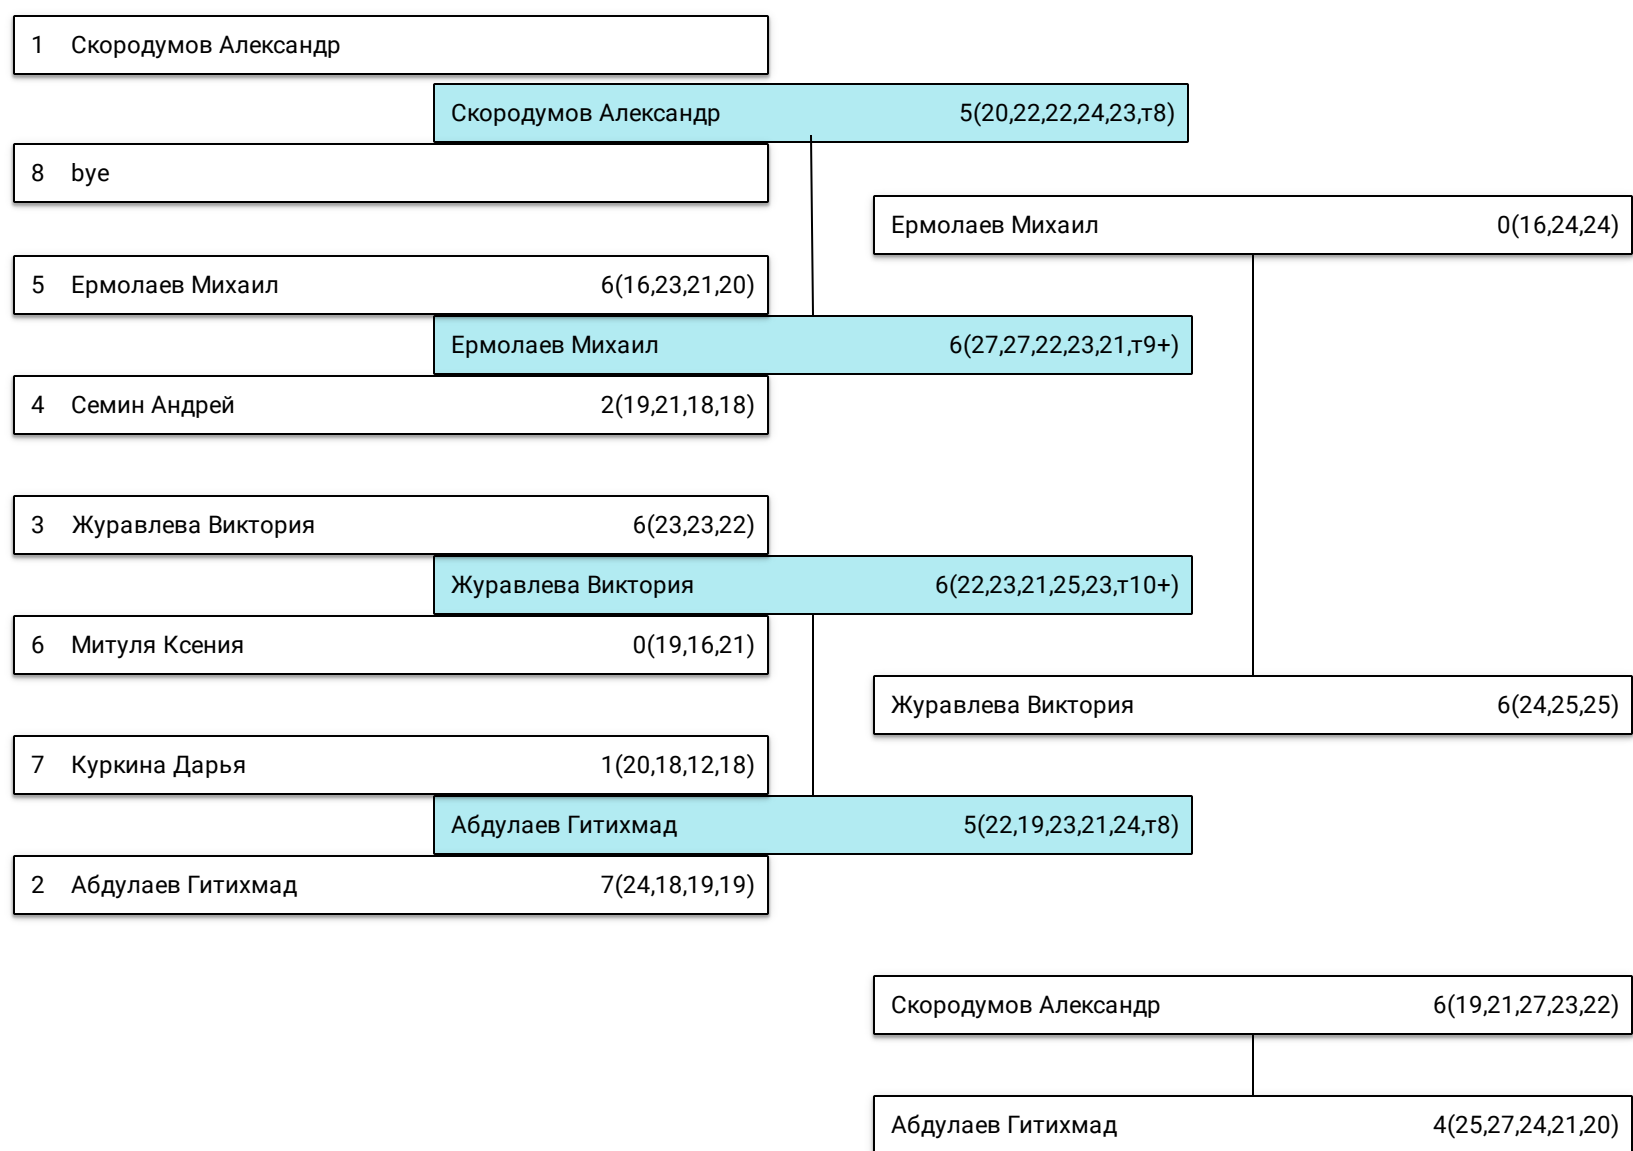 1 Скородумов Александр
Скородумов Александр 5(20,22,22,24,23,т8)
8 bye
Ермолаев Михаил 0(16,24,24)
5 Ермолаев Михаил 6(16,23,21,20)
Ермолаев Михаил 6(27,27,22,23,21,т9+)
4 Семин Андрей 2(19,21,18,18)
3 Журавлева Виктория 6(23,23,22)
Журавлева Виктория 6(22,23,21,25,23,т10+)
6 Митуля Ксения 0(19,16,21)
Журавлева Виктория 6(24,25,25)
7 Куркина Дарья 1(20,18,12,18)
Абдулаев Гитихмад 5(22,19,23,21,24,т8)
2 Абдулаев Гитихмад 7(24,18,19,19)
Скородумов Александр 6(19,21,27,23,22)
Абдулаев Гитихмад 4(25,27,24,21,20)